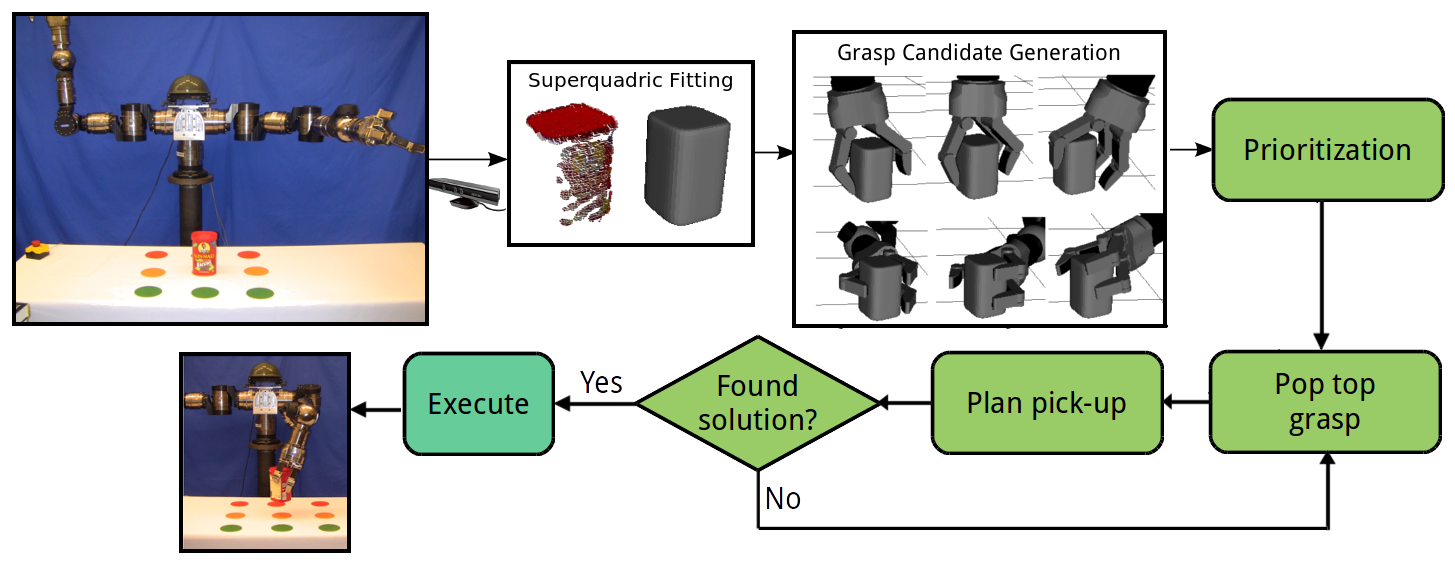 Superquadric Fitting
Grasp Candidate Generation
Prioritization
Pop top
grasp
Plan pick-up
Found
solution?
Yes
Execute
No